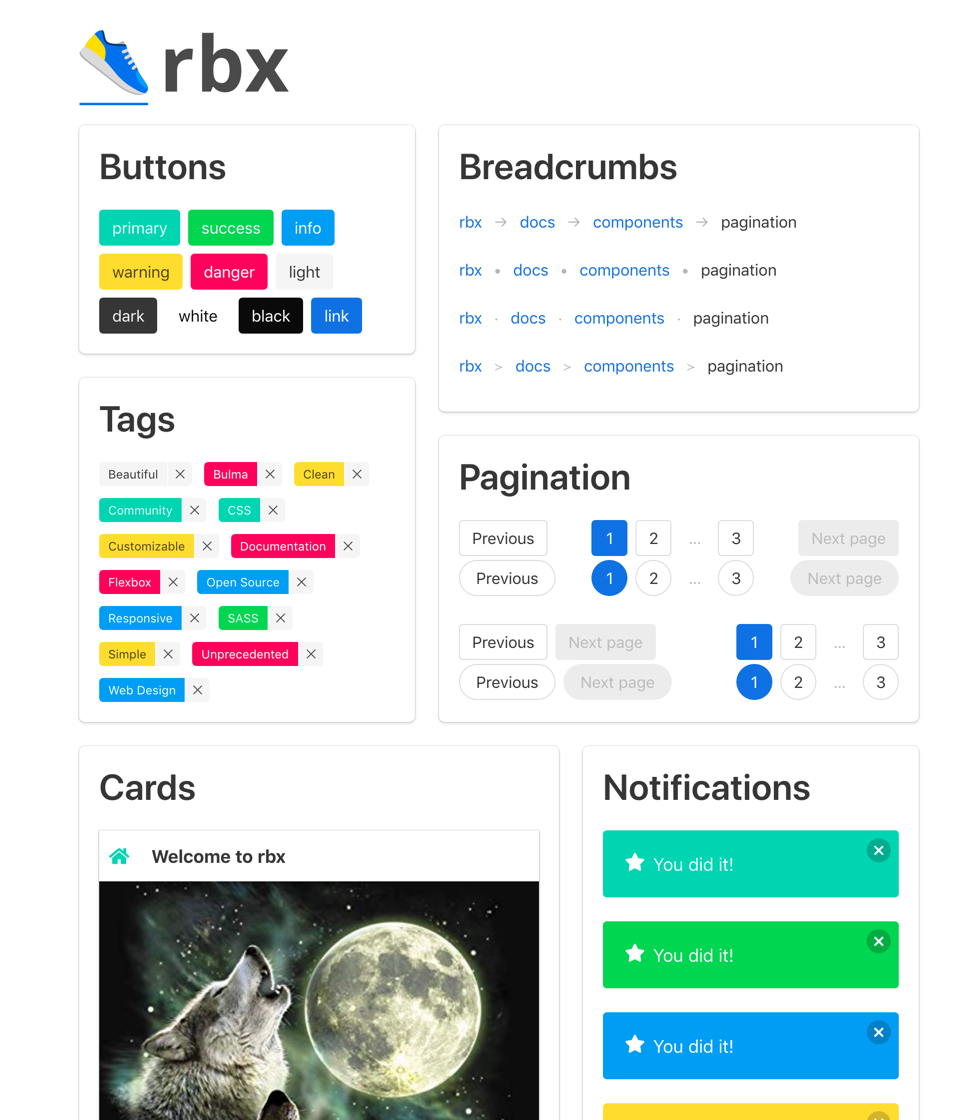 rbx
Buttons
primary success info
warning danger light
dark white black link
Breadcrumbs
rbx → docs → components → pagination
rbx • docs • components • pagination
rbx · docs · components · pagination
rbx > docs > components > pagination
Tags
Beautiful × Bulma × Clean ×
Community × CSS ×
Customizable × Documentation ×
Flexbox × Open Source ×
Responsive × SASS ×
Simple × Unprecedented ×
Web Design ×
Pagination
Previous 1 2 ... 3 Next page
Previous 1 2 ... 3 Next page
Previous Next page 1 2 ... 3
Previous Next page 1 2 ... 3
Cards
Welcome to rbx
Notifications
You did it!
You did it!
You did it!